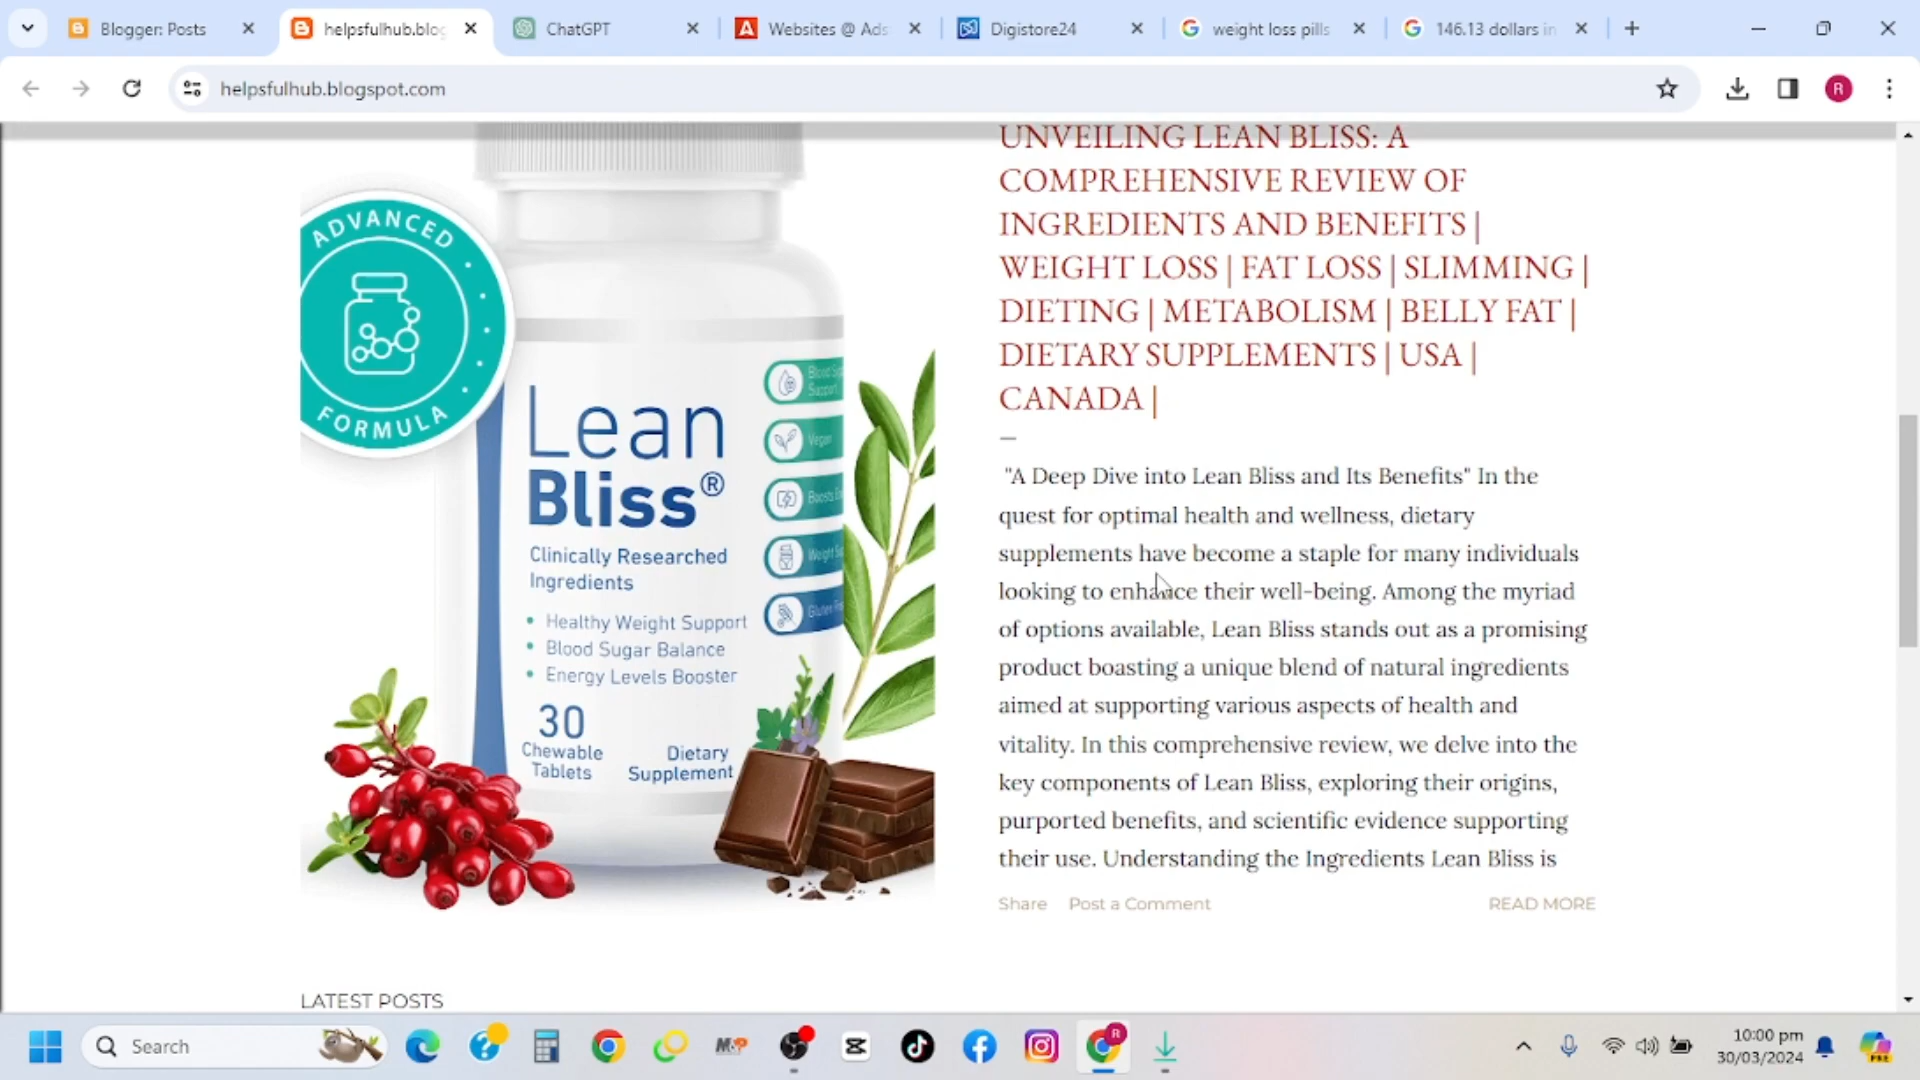 Blogger: Posts
helpsfulhub.blog
ChatGPT
Websites @ Ads
Digistore24
weight loss pills
146.13 dollars in
helpsfulhub.blogspot.com
R
UNVEILING LEAN BLISS: A
COMPREHENSIVE REVIEW OF
INGREDIENTS AND BENEFITS |
WEIGHT LOSS | FAT LOSS | SLIMMING |
DIETING | METABOLISM | BELLY FAT |
DIETARY SUPPLEMENTS | USA |
CANADA |
"A Deep Dive into Lean Bliss and Its Benefits" In the
quest for optimal health and wellness, dietary
supplements have become a staple for many individuals
looking to enhance their well-being. Among the myriad
of options available, Lean Bliss stands out as a promising
product boasting a unique blend of natural ingredients
aimed at supporting various aspects of health and
vitality. In this comprehensive review, we delve into the
key components of Lean Bliss, exploring their origins,
purported benefits, and scientific evidence supporting
their use. Understanding the Ingredients Lean Bliss is
Share Post a Comment READ MORE
ADVANCED
FORMULA
Lean
Bliss®
Clinically Researched
Ingredients
• Healthy Weight Support
• Blood Sugar Balance
• Energy Levels Booster
30
Chewable
Tablets
Dietary
Supplement
Support
Vegan
LATEST POSTS
Search
10:00 pm
30/03/2024